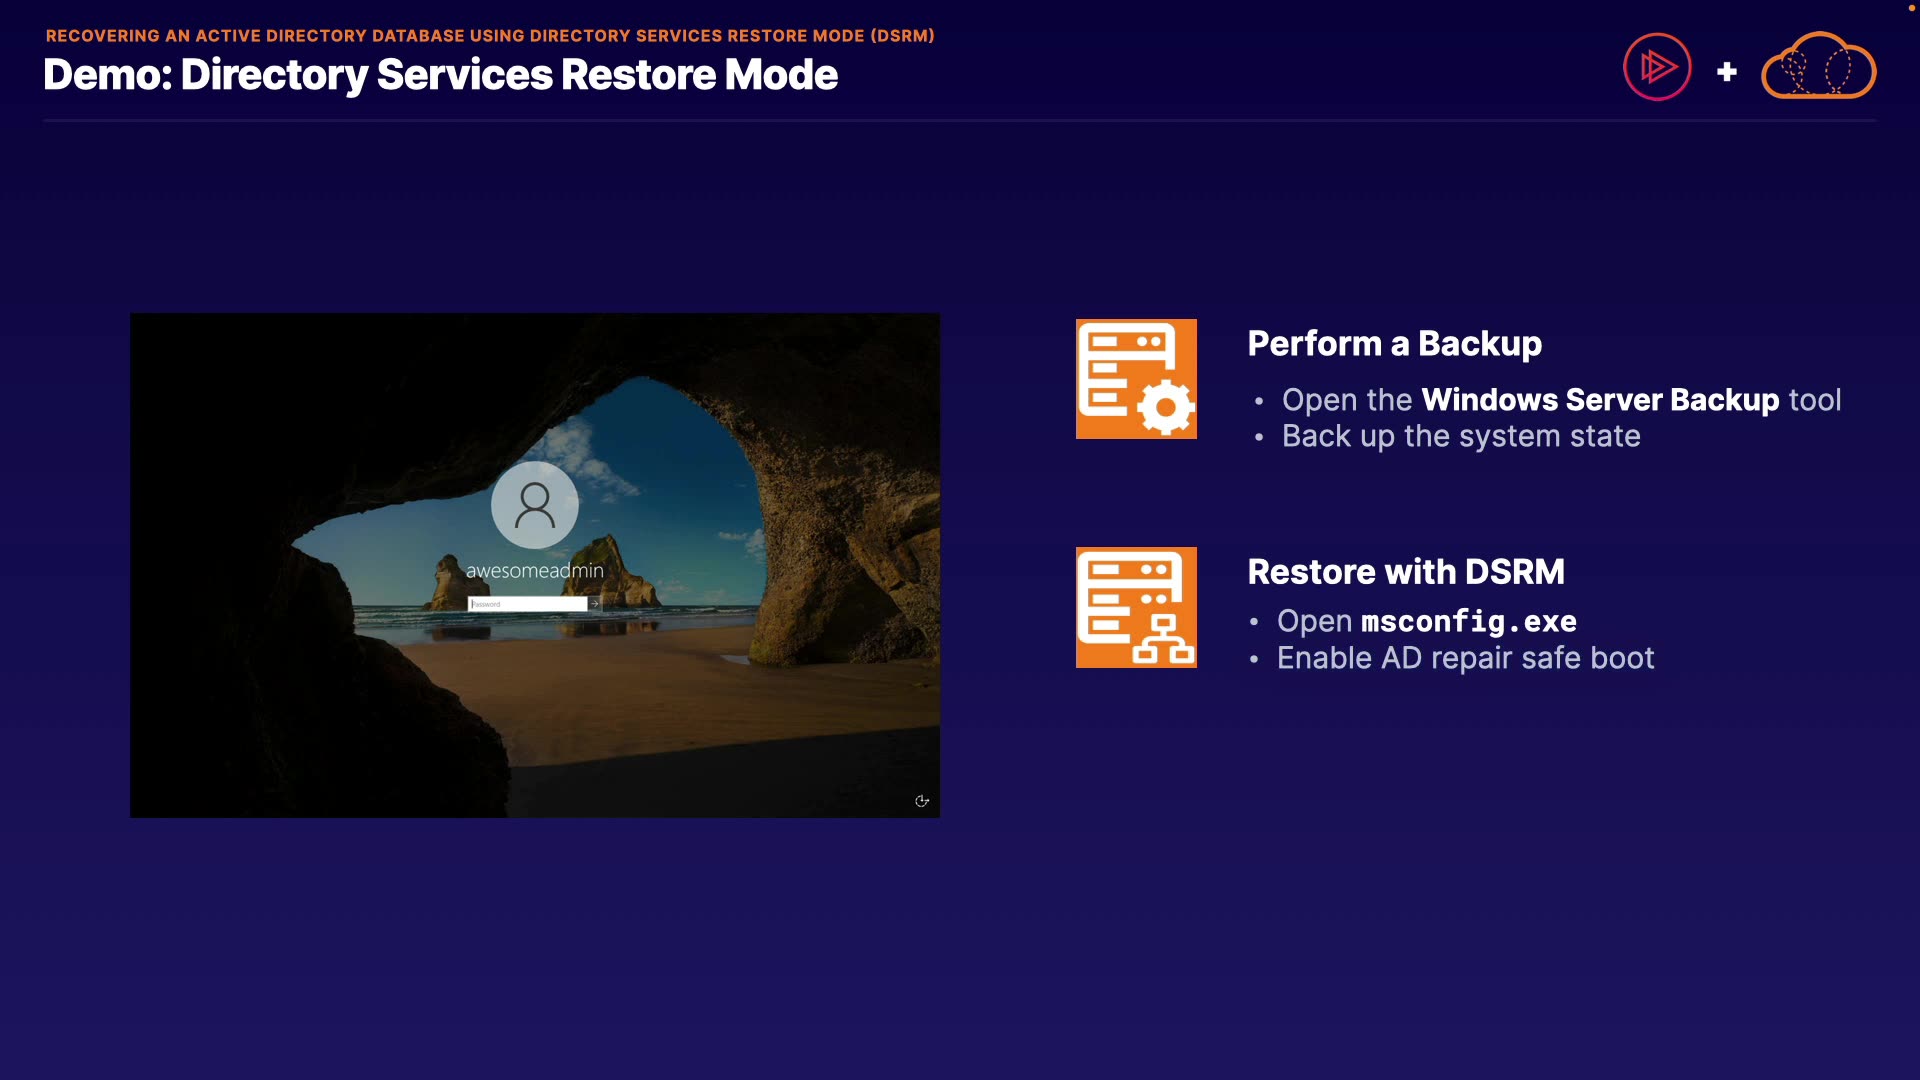 RECOVERING AN ACTIVE DIRECTORY DATABASE USING DIRECTORY SERVICES RESTORE MODE (DSRM)
Demo: Directory Services Restore Mode
+
awesomeadmin
Password
Perform a Backup
• Open the Windows Server Backup tool
• Back up the system state
Restore with DSRM
• Open msconfig.exe
• Enable AD repair safe boot